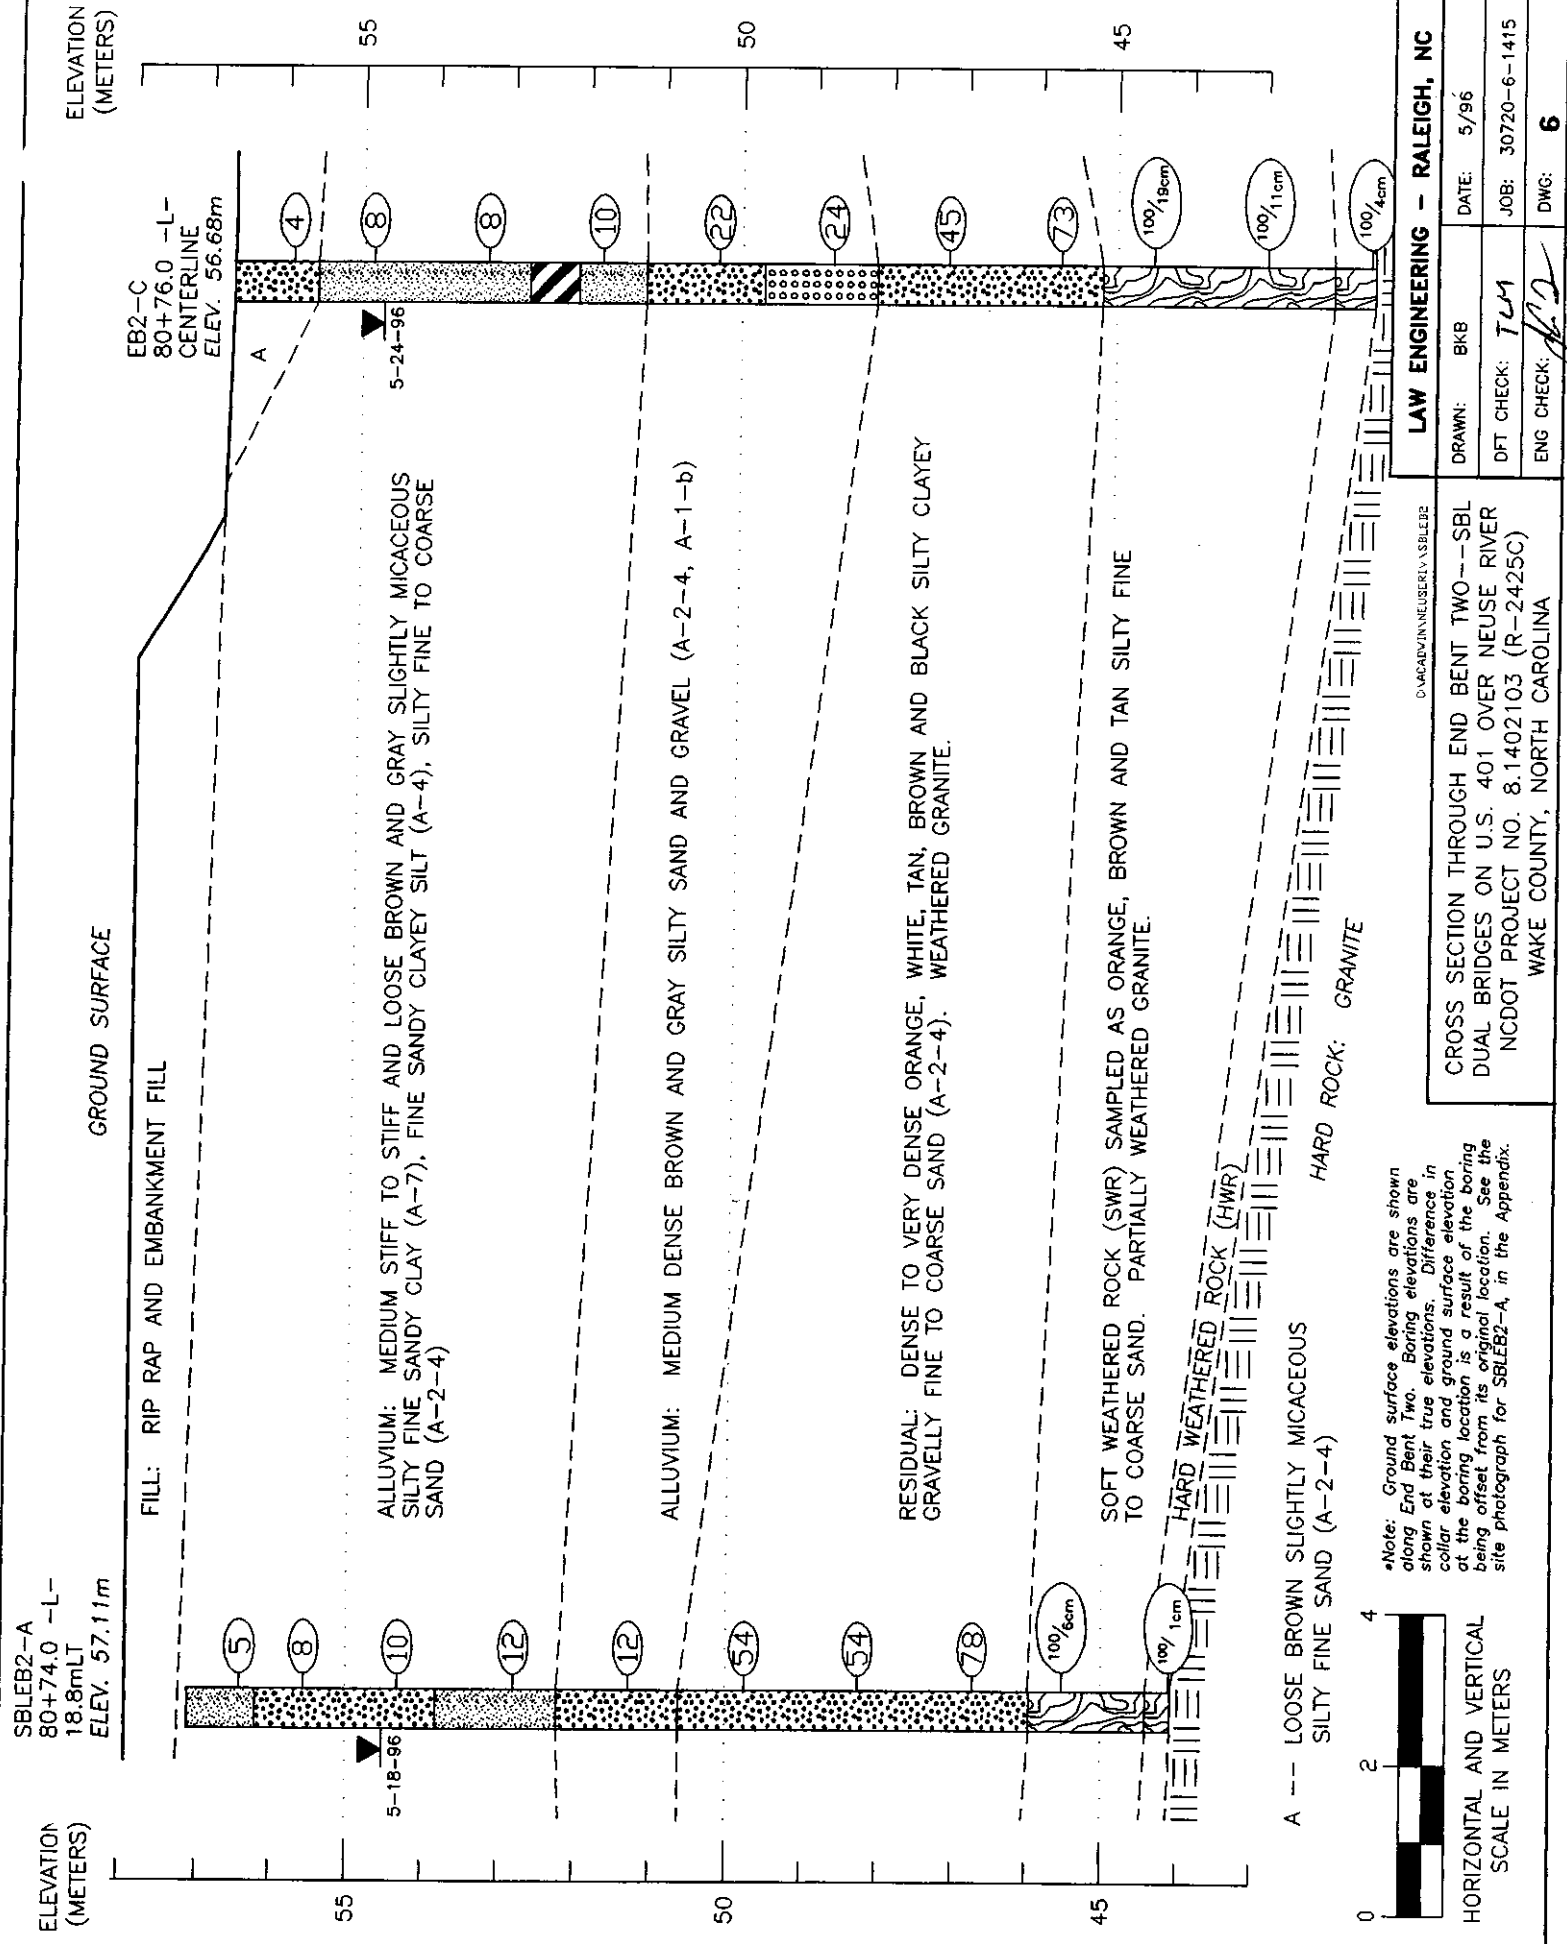 SBLEB2-A
80+74.0 -L-
18.8mLT
ELEV. 57.11m
EB2-C
80+76.0 -L-
CENTERLINE
ELEV. 56.68m
ELEVATION
(METERS)
ELEVATION
(METERS)
GROUND SURFACE
FILL: RIP RAP AND EMBANKMENT FILL
A
55
50
45
55
50
45
5
8
10
12
12
54
54
78
100/6cm
100/1cm
5-18-96
4
8
8
10
22
24
45
73
100/19cm
100/11cm
100/4cm
5-24-96
ALLUVIUM: MEDIUM STIFF TO STIFF AND LOOSE BROWN AND GRAY SLIGHTLY MICACEOUS
SILTY FINE SANDY CLAY (A-7), FINE SANDY CLAYEY SILT (A-4), SILTY FINE TO COARSE
SAND (A-2-4)
ALLUVIUM: MEDIUM DENSE BROWN AND GRAY SILTY SAND AND GRAVEL (A-2-4, A-1-b)
RESIDUAL: DENSE TO VERY DENSE ORANGE, WHITE, TAN, BROWN AND BLACK SILTY CLAYEY
GRAVELLY FINE TO COARSE SAND (A-2-4). WEATHERED GRANITE.
SOFT WEATHERED ROCK (SWR) SAMPLED AS ORANGE, BROWN AND TAN SILTY FINE
TO COARSE SAND. PARTIALLY WEATHERED GRANITE.
HARD WEATHERED ROCK (HWR)
HARD ROCK: GRANITE
A -- LOOSE BROWN SLIGHTLY MICACEOUS
SILTY FINE SAND (A-2-4)
0 2 4
HORIZONTAL AND VERTICAL
SCALE IN METERS
*Note: Ground surface elevations are shown
along End Bent Two. Boring elevations are
shown at their true elevations. Difference in
collar elevation and ground surface elevation
at the boring location is a result of the boring
being offset from its original location. See the
site photograph for SBLEB2-A, in the Appendix.
C:\ACADWIN\NEUSERIV\SBLEB2
CROSS SECTION THROUGH END BENT TWO--SBL
DUAL BRIDGES ON U.S. 401 OVER NEUSE RIVER
NCDOT PROJECT NO. 8.1402103 (R-2425C)
WAKE COUNTY, NORTH CAROLINA
LAW ENGINEERING - RALEIGH, NC
DRAWN: BKB
DATE: 5/96
DFT CHECK: TLM
JOB: 30720-6-1415
ENG CHECK:
DWG: 6